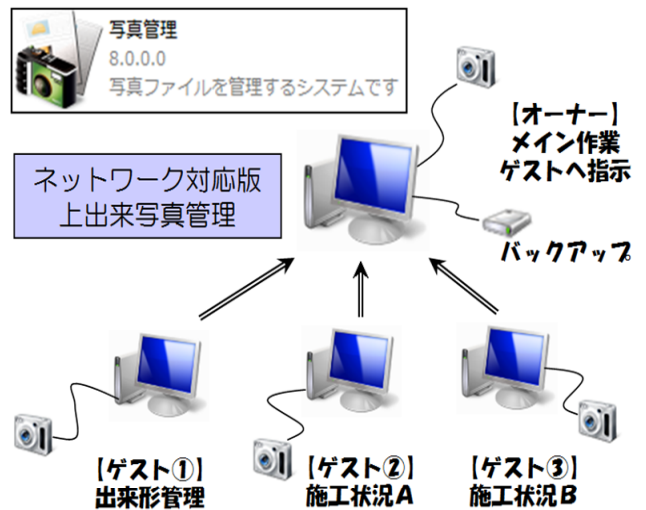 写真管理
8.0.0.0
写真ファイルを管理するシステムです
【オーナー】
メイン作業
ゲストへ指示
ネットワーク対応版
上出来写真管理
バックアップ
【ゲスト①】
出来形管理
【ゲスト②】
施工状況A
【ゲスト③】
施工状況B